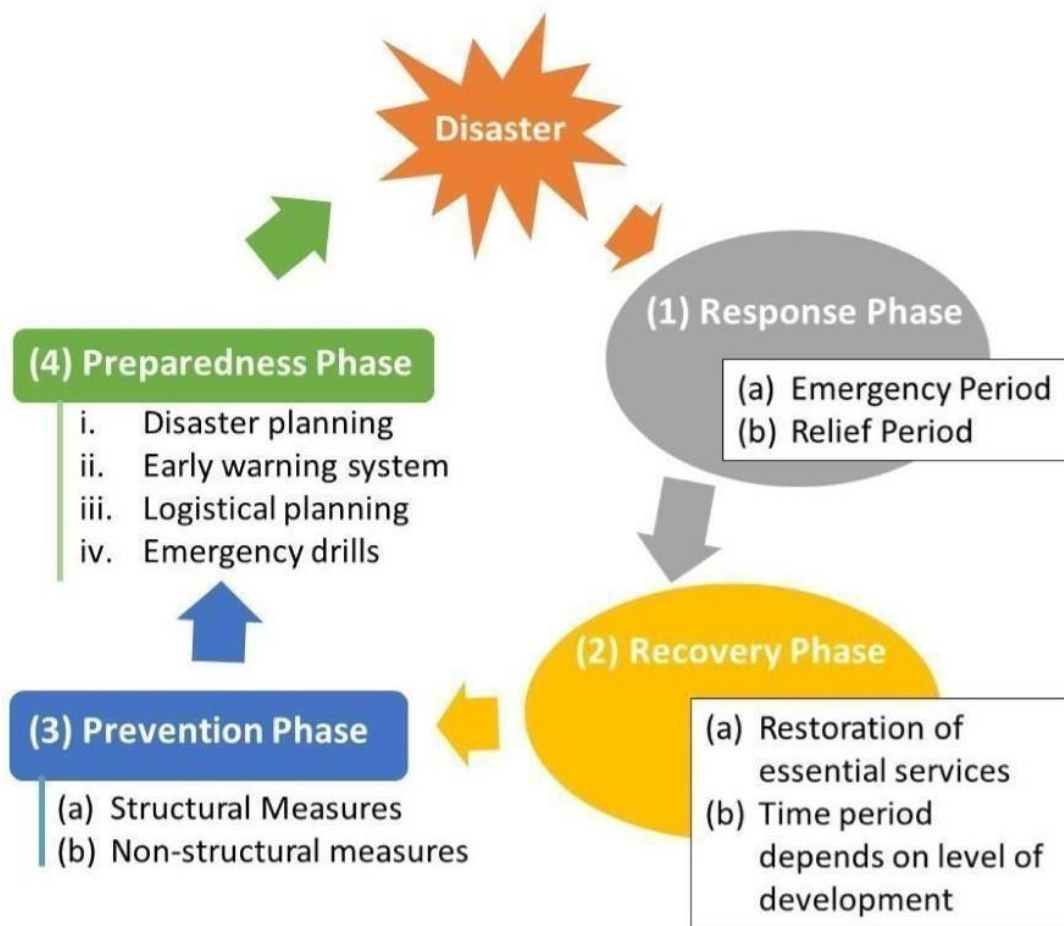 Disaster
(1) Response Phase
(a) Emergency Period
(b) Relief Period
(2) Recovery Phase
(a) Restoration of
essential services
(b) Time period
depends on level of
development
(3) Prevention Phase
(a) Structural Measures
(b) Non-structural measures
(4) Preparedness Phase
i. Disaster planning
ii. Early warning system
iii. Logistical planning
iv. Emergency drills